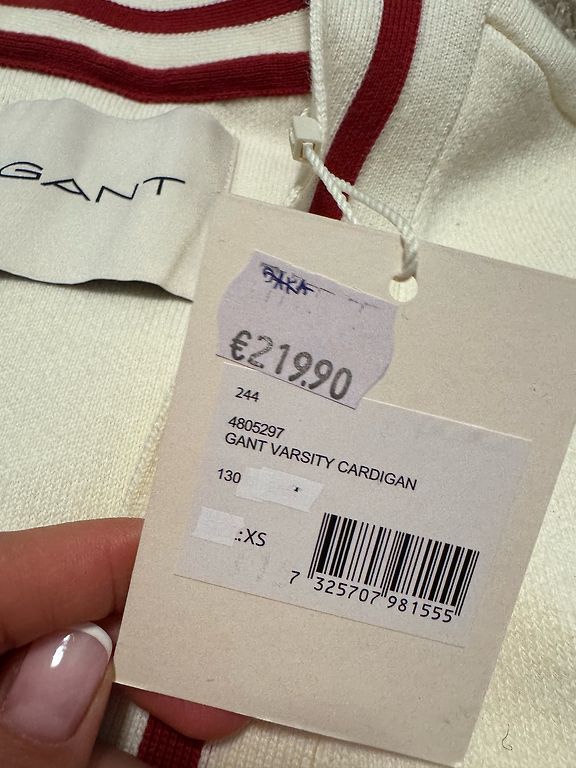 GANT
€219.90
244
4805297
GANT VARSITY CARDIGAN
130
.:XS
7 325707 981555